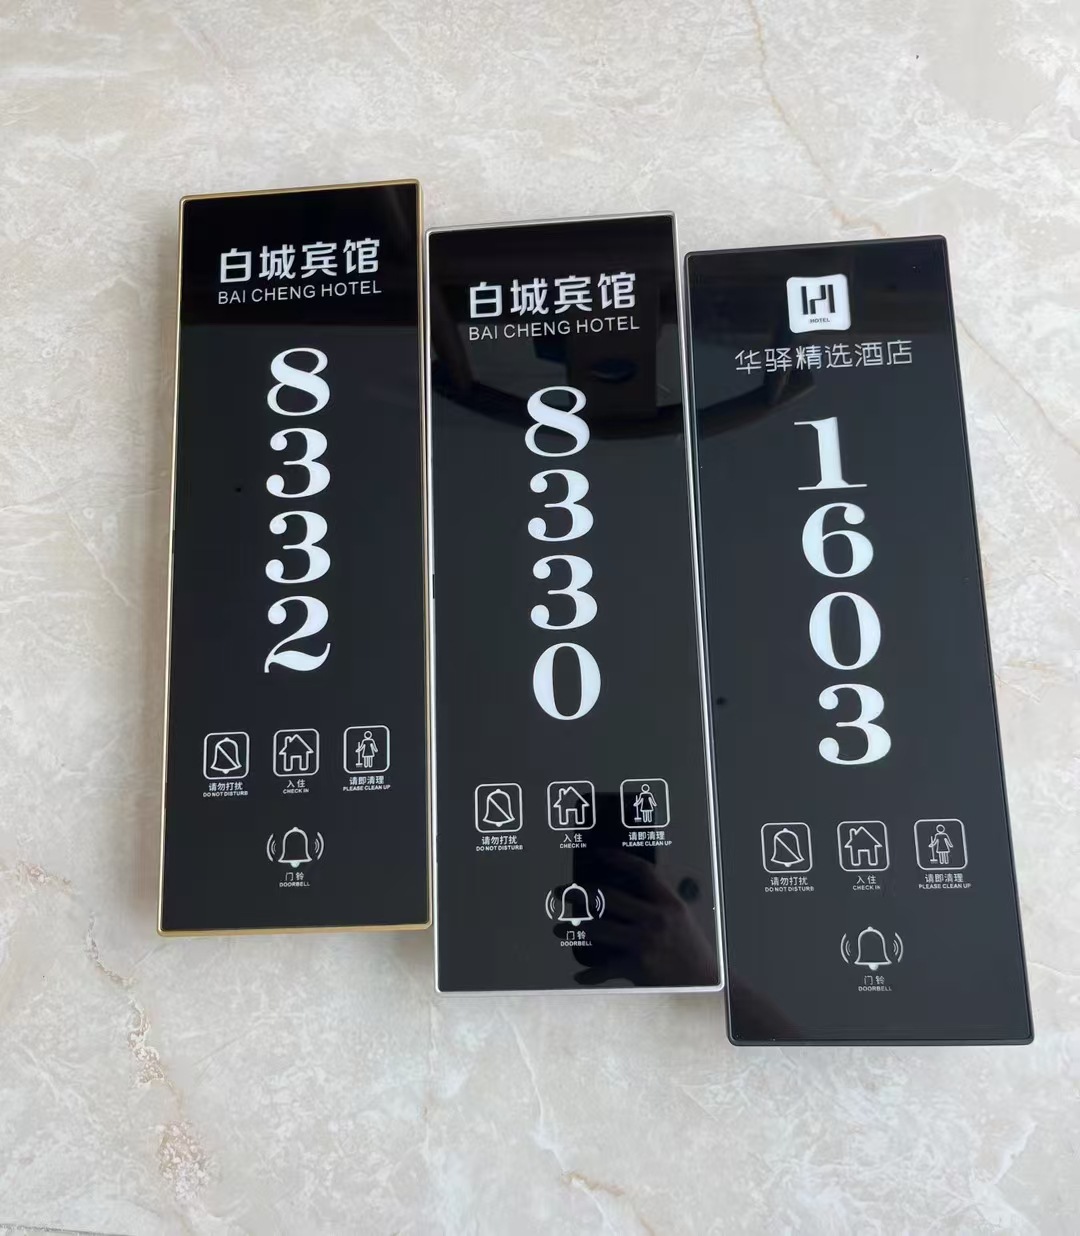 白城宾馆
BAI CHENG HOTEL
8
3
3
2
请勿打扰
DO NOT DISTURB
入住
CHECK IN
请即清理
PLEASE CLEAN UP
门铃
DOORBELL
白城宾馆
BAI CHENG HOTEL
8
3
3
0
请勿打扰
DO NOT DISTURB
入住
CHECK IN
请即清理
PLEASE CLEAN UP
门铃
DOORBELL
HOTEL
华驿精选酒店
1
6
0
3
请勿打扰
DO NOT DISTURB
入住
CHECK IN
请即清理
PLEASE CLEAN UP
门铃
DOORBELL